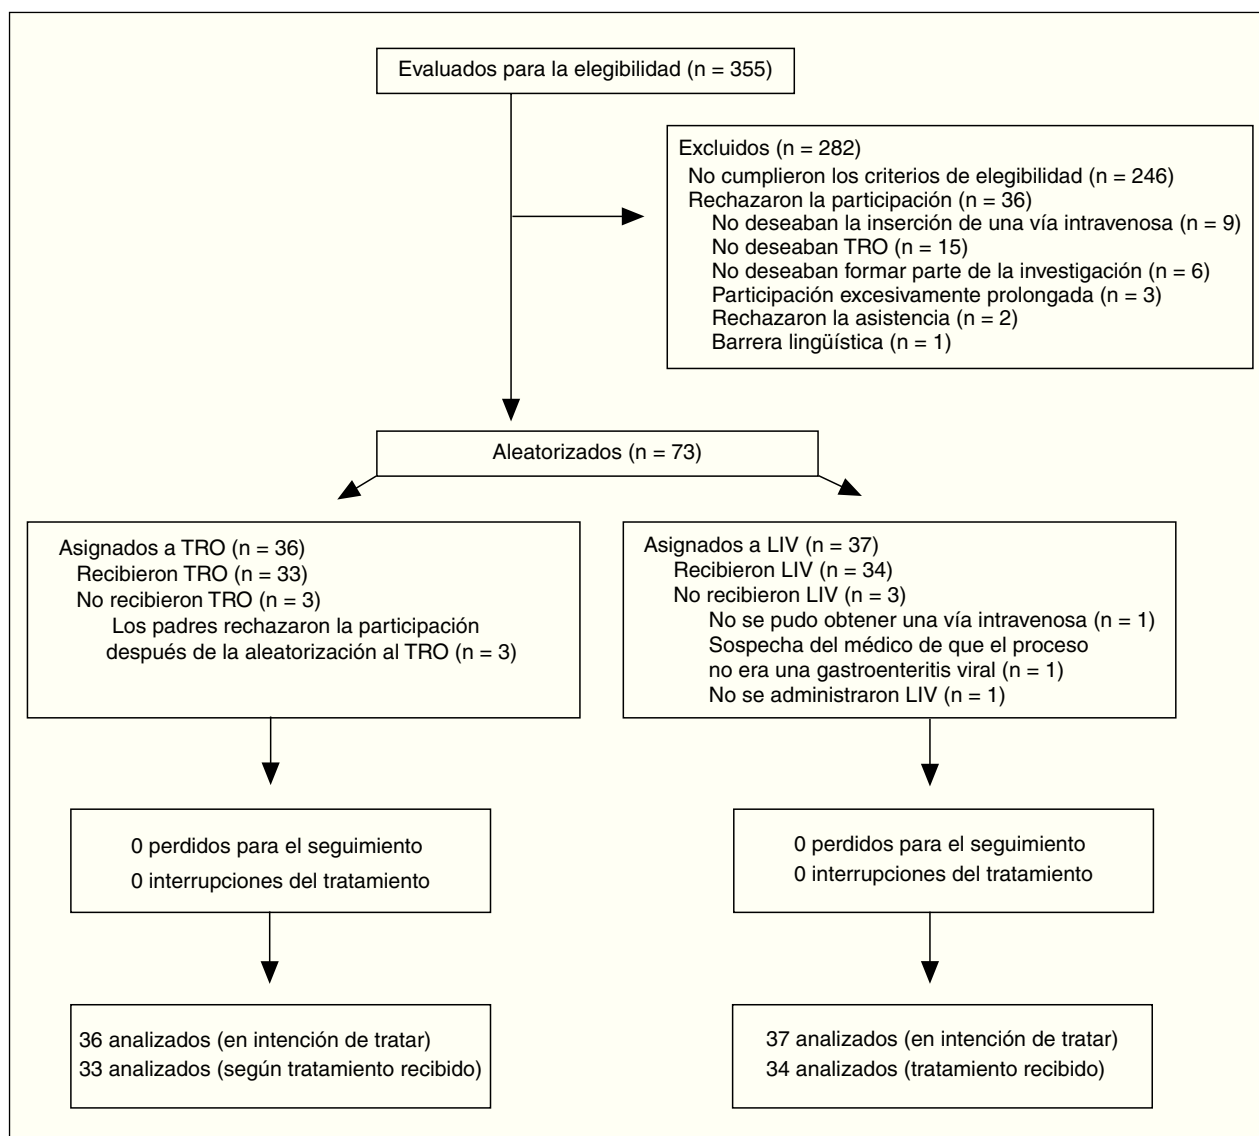 Evaluados para la elegibilidad (n = 355)
Excluidos (n = 282)
No cumplieron los criterios de elegibilidad (n = 246)
Rechazaron la participación (n = 36)
No deseaban la inserción de una vía intravenosa (n = 9)
No deseaban TRO (n = 15)
No deseaban formar parte de la investigación (n = 6)
Participación excesivamente prolongada (n = 3)
Rechazaron la asistencia (n = 2)
Barrera lingüística (n = 1)
Aleatorizados (n = 73)
Asignados a TRO (n = 36)
Recibieron TRO (n = 33)
No recibieron TRO (n = 3)
Los padres rechazaron la participación
después de la aleatorización al TRO (n = 3)
Asignados a LIV (n = 37)
Recibieron LIV (n = 34)
No recibieron LIV (n = 3)
No se pudo obtener una vía intravenosa (n = 1)
Sospecha del médico de que el proceso
no era una gastroenteritis viral (n = 1)
No se administraron LIV (n = 1)
0 perdidos para el seguimiento
0 interrupciones del tratamiento
0 perdidos para el seguimiento
0 interrupciones del tratamiento
36 analizados (en intención de tratar)
33 analizados (según tratamiento recibido)
37 analizados (en intención de tratar)
34 analizados (tratamiento recibido)